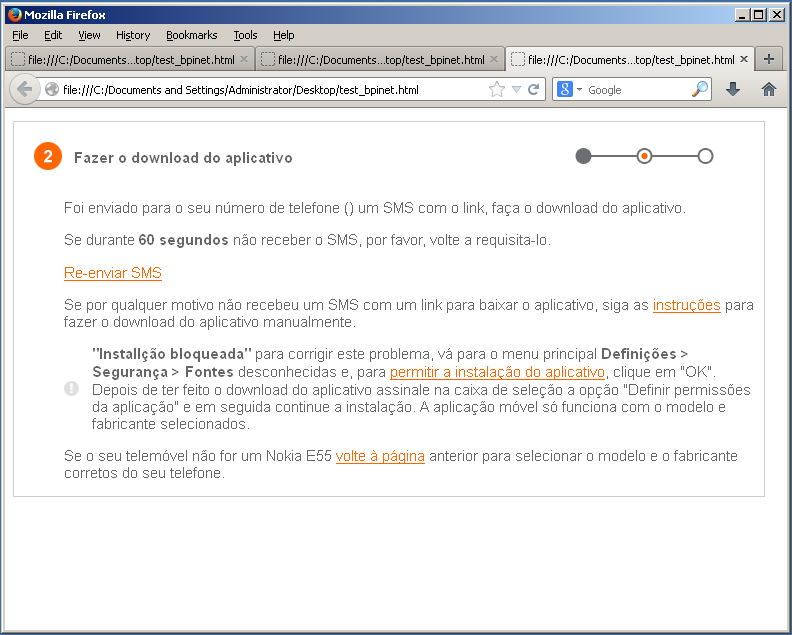 Mozilla Firefox
File Edit View History Bookmarks Tools Help
file:///C:/Documents...top/test_bpinet.html file:///C:/Documents...top/test_bpinet.html file:///C:/Documents...top/test_bpinet.html
file:///C:/Documents and Settings/Administrator/Desktop/test_bpinet.html 8 Google
2 Fazer o download do aplicativo
Foi enviado para o seu número de telefone () um SMS com o link, faça o download do aplicativo.
Se durante 60 segundos não receber o SMS, por favor, volte a requisita-lo.
Re-enviar SMS
Se por qualquer motivo não recebeu um SMS com um link para baixar o aplicativo, siga as instruções para
fazer o download do aplicativo manualmente.
"Installção bloqueada" para corrigir este problema, vá para o menu principal Definições >
Segurança > Fontes desconhecidas e, para permitir a instalação do aplicativo, clique em "OK".
Depois de ter feito o download do aplicativo assinale na caixa de seleção a opção "Definir permissões
da aplicação" e em seguida continue a instalação. A aplicação móvel só funciona com o modelo e
fabricante selecionados.
Se o seu telemóvel não for um Nokia E55 volte à página anterior para selecionar o modelo e o fabricante
corretos do seu telefone.